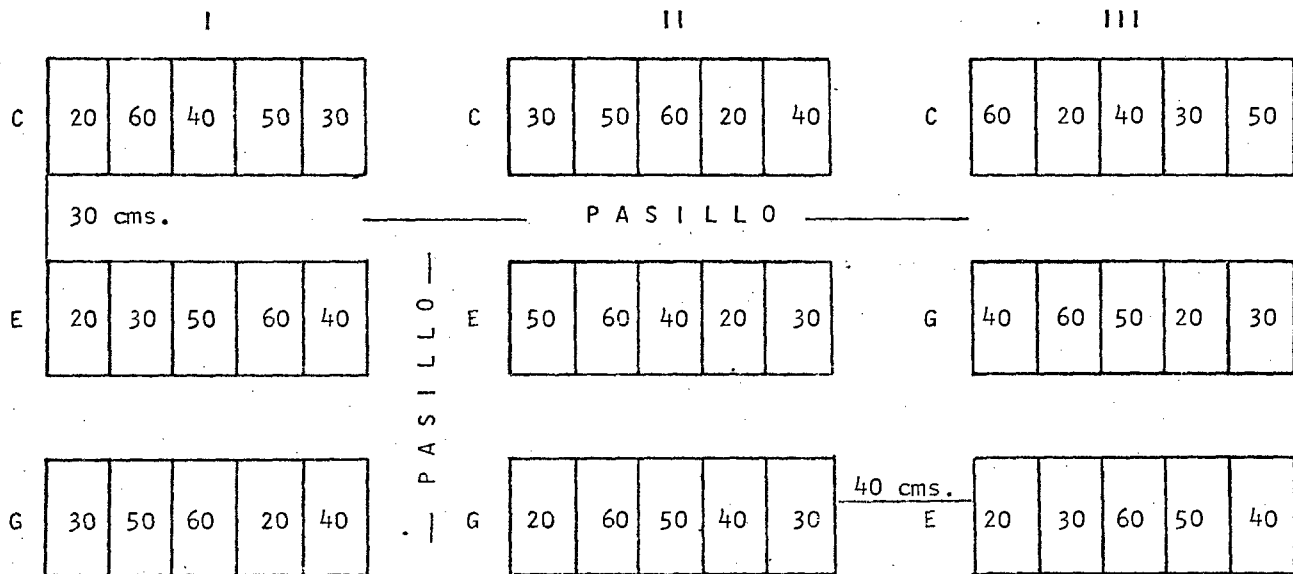 I II III
C 20 60 40 50 30 C 30 50 60 20 40 C 60 20 40 30 50
30 cms. PASILLO
E 20 30 50 60 40 E 50 60 40 20 30 G 40 60 50 20 30
PASILLO
40 cms.
G 30 50 60 20 40 G 20 60 50 40 30 E 20 30 60 50 40